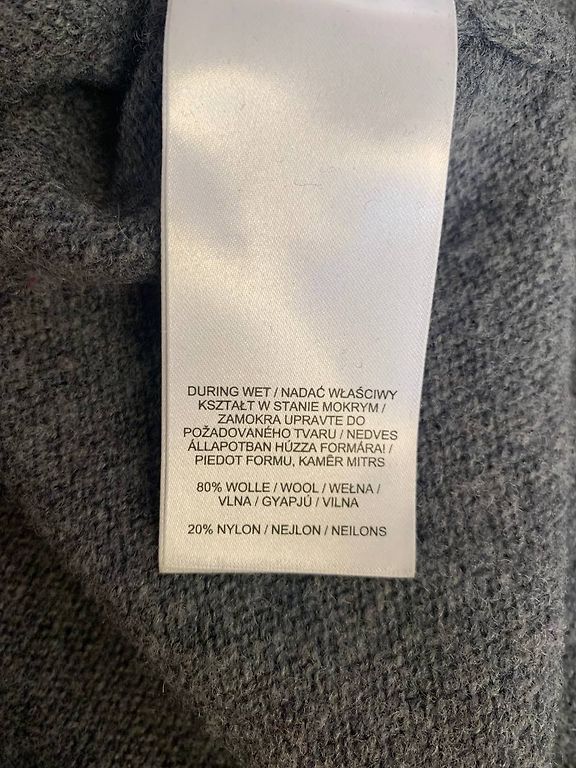 DURING WET / NADAĆ WŁAŚCIWY
KSZTAŁT W STANIE MOKRYM /
ZAMOKRA UPRAVTE DO
POŽADOVANÉHO TVARU / NEDVES
ÁLLAPOTBAN HÚZZA FORMÁRA! /
PIEDOT FORMU, KAMĒR MITRS
80% WOLLE / WOOL / WEŁNA /
VLNA / GYAPJÚ / VILNA
20% NYLON / NEJLON / NEILONS